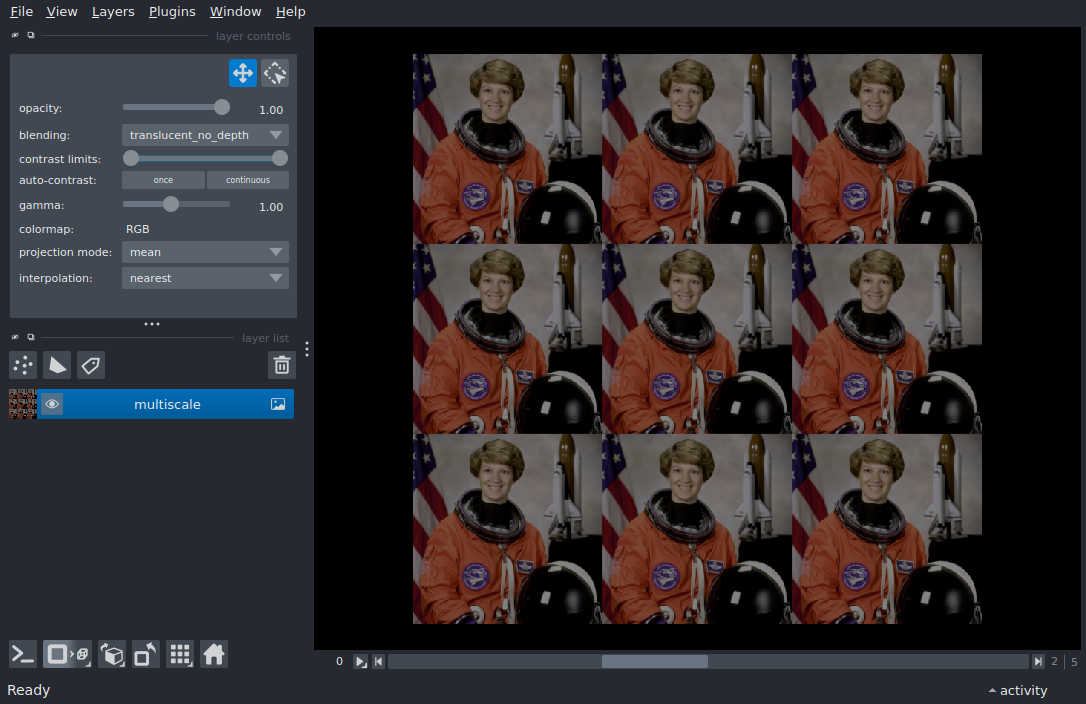 File View Layers Plugins Window Help
layer controls
opacity: 1.00
blending: translucent_no_depth
contrast limits:
auto-contrast: once continuous
gamma: 1.00
colormap: RGB
projection mode: mean
interpolation: nearest
layer list
multiscale
0 2 | 5
Ready activity